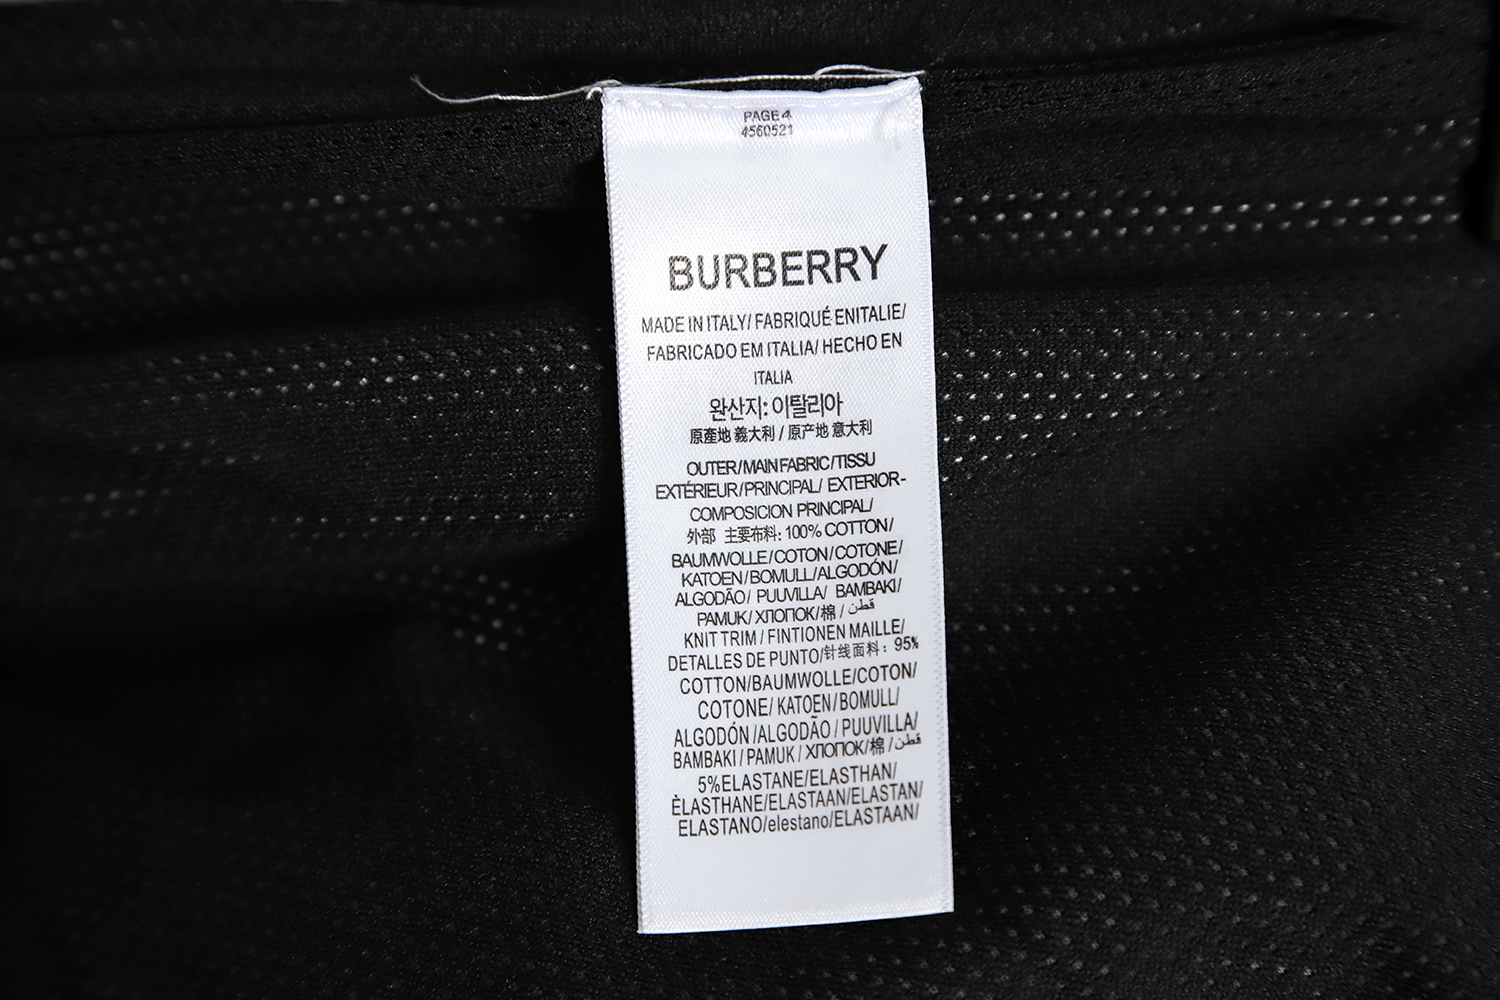 PAGE 4
4560521
BURBERRY
MADE IN ITALY/ FABRIQUÉ ENITALIE/
FABRICADO EM ITALIA/ HECHO EN
ITALIA
완산지: 이탈리아
原產地 義大利 / 原产地 意大利
OUTER/MAIN FABRIC/TISSU
EXTÉRIEUR/PRINCIPAL/ EXTERIOR-
COMPOSICION PRINCIPAL/
外部 主要布料: 100% COTTON/
BAUMWOLLE/COTON/COTONE/
KATOEN/BOMULL/ALGODÓN/
ALGODÃO/ PUUVILLA/ BAMBAKI/
PAMUK/ХЛОПОК/棉 / قطن
KNIT TRIM / FINTIONEN MAILLE/
DETALLES DE PUNTO/针线面料: 95%
COTTON/BAUMWOLLE/COTON/
COTONE/ KATOEN/BOMULL/
ALGODÓN /ALGODÃO / PUUVILLA/
BAMBAKI/ PAMUK / ХЛОПОК/棉 / قطن
5%ELASTANE/ELASTHAN/
ÈLASTHANE/ELASTAAN/ELASTAN/
ELASTANO/elestano/ELASTAAN/